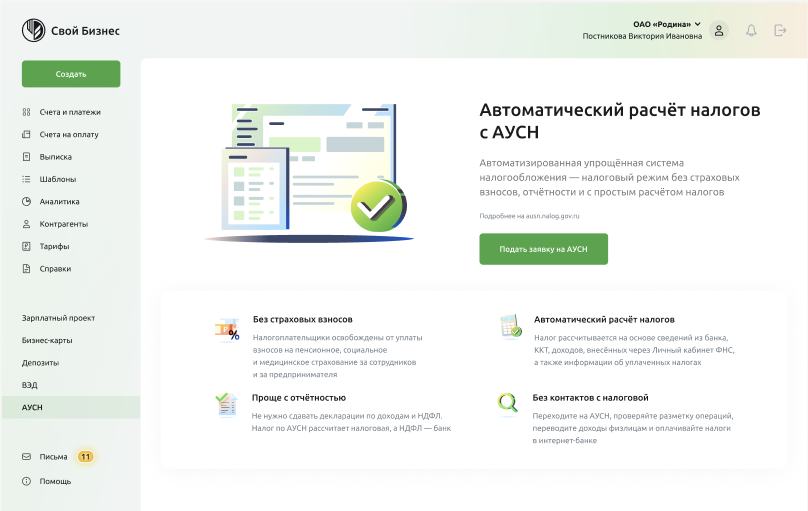 Свой Бизнес
ОАО «Родина»
Постникова Виктория Ивановна
Создать
Счета и платежи
Счета на оплату
Выписка
Шаблоны
Аналитика
Контрагенты
Тарифы
Справки
Зарплатный проект
Бизнес-карты
Депозиты
ВЭД
АУСН
Письма 11
Помощь
Автоматический расчёт налогов
с АУСН
Автоматизированная упрощённая система
налогообложения — налоговый режим без страховых
взносов, отчётности и с простым расчётом налогов
Подробнее на ausn.nalog.gov.ru
Подать заявку на АУСН
Без страховых взносов
Налогоплательщики освобождены от уплаты
взносов на пенсионное, социальное
и медицинское страхование за сотрудников
и за предпринимателя
Автоматический расчёт налогов
Налог рассчитывается на основе сведений из банка,
ККТ, доходов, внесённых через Личный кабинет ФНС,
а также информации об уплаченных налогах
Проще с отчётностью
Не нужно сдавать декларации по доходам и НДФЛ.
Налог по АУСН рассчитает налоговая, а НДФЛ — банк
Без контактов с налоговой
Переходите на АУСН, проверяйте разметку операций,
переводите доходы физлицам и оплачивайте налоги
в интернет-банке